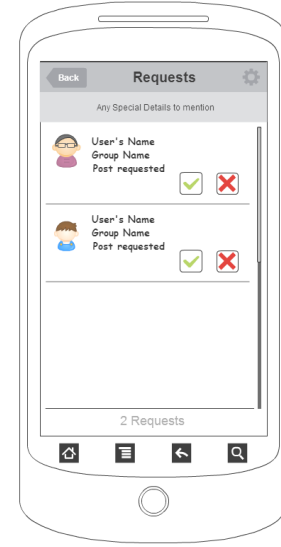 Back
Requests
Any Special Details to mention
User's Name
Group Name
Post requested
User's Name
Group Name
Post requested
2 Requests